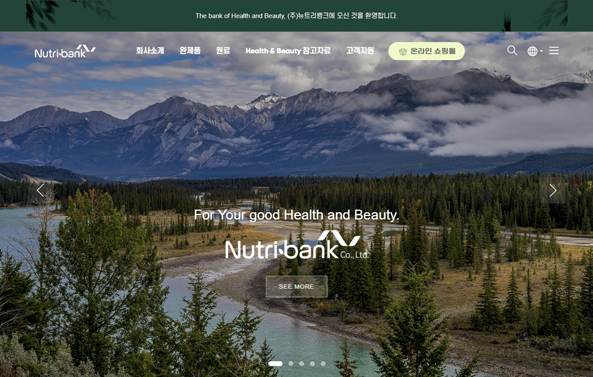 The bank of Health and Beauty, (주)뉴트리뱅크에 오신 것을 환영합니다.
Nutri·bank
회사소개 완제품 원료 Health & Beauty 참고자료 고객지원 온라인 쇼핑몰
For Your good Health and Beauty.
Nutri·bank Co., Ltd.
SEE MORE